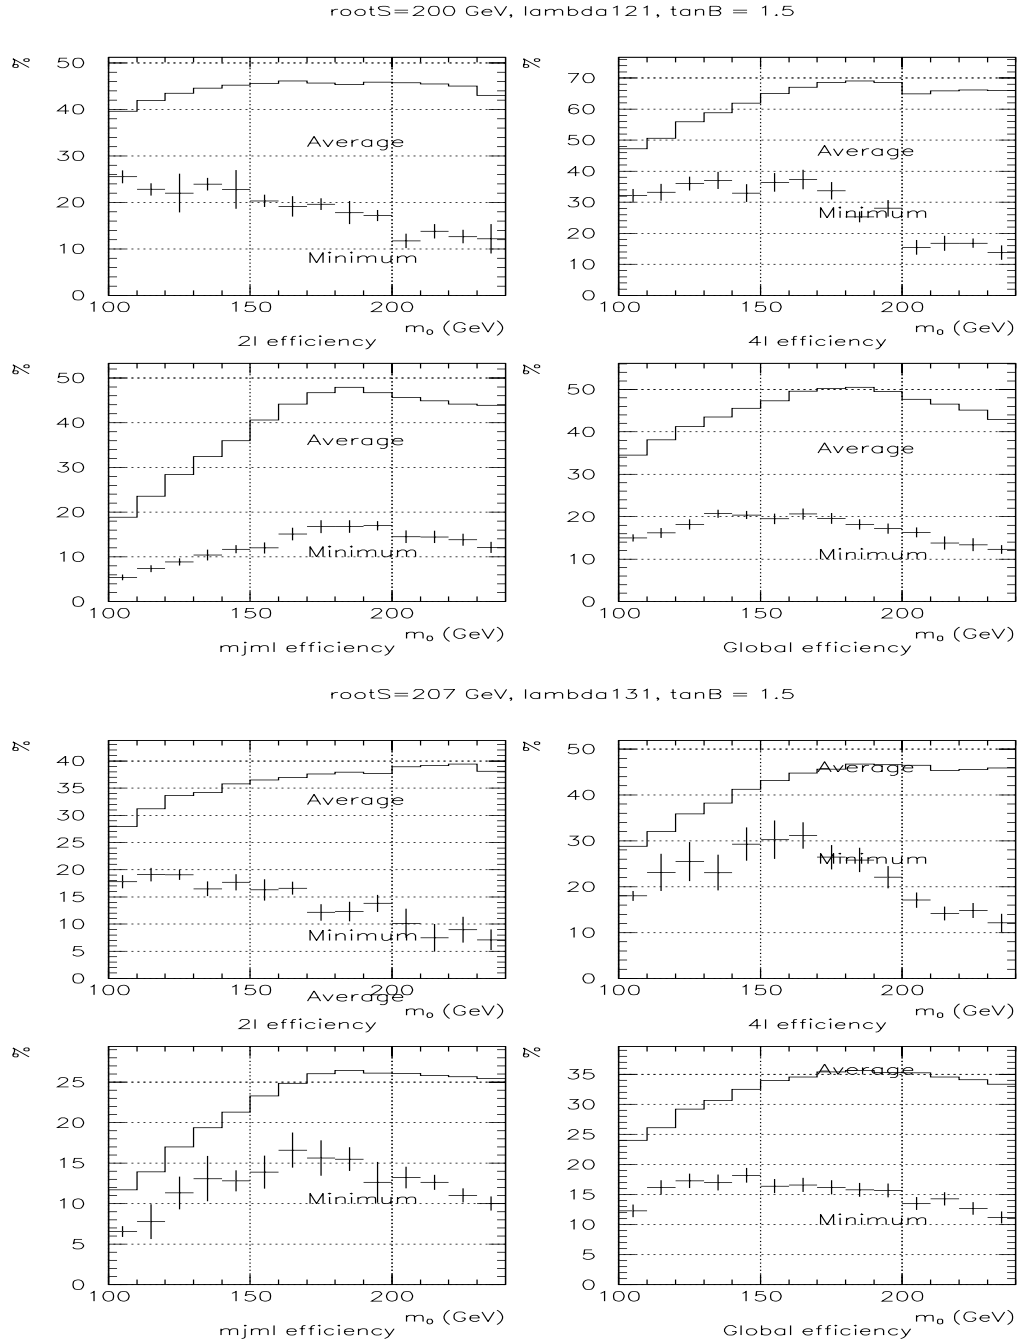 rootS=200 GeV, lambda121, tanB = 1.5
% %
50 70
40 60
Average 50
Average
30 40
20 30
Minimum
20
10 10
Minimum
0 0
100 150 200 100 150 200
m₀ (GeV) m₀ (GeV)
2l efficiency 4l efficiency
% %
50 50
40 40
Average Average
30 30
20 20
10 10
Minimum Minimum
0 0
100 150 200 100 150 200
m₀ (GeV) m₀ (GeV)
mjml efficiency Global efficiency
rootS=207 GeV, lambda131, tanB = 1.5
% %
40 50
Average
35 40
Average
30
25 30
Minimum
20 20
15
10 10
Minimum
5
0 0
100 150 200 100 150 200
Average
m₀ (GeV) m₀ (GeV)
2l efficiency 4l efficiency
% %
Average
25 35
30
20 25
15 20
15
10 10
Minimum Minimum
5 5
0 0
100 150 200 100 150 200
m₀ (GeV) m₀ (GeV)
mjml efficiency Global efficiency